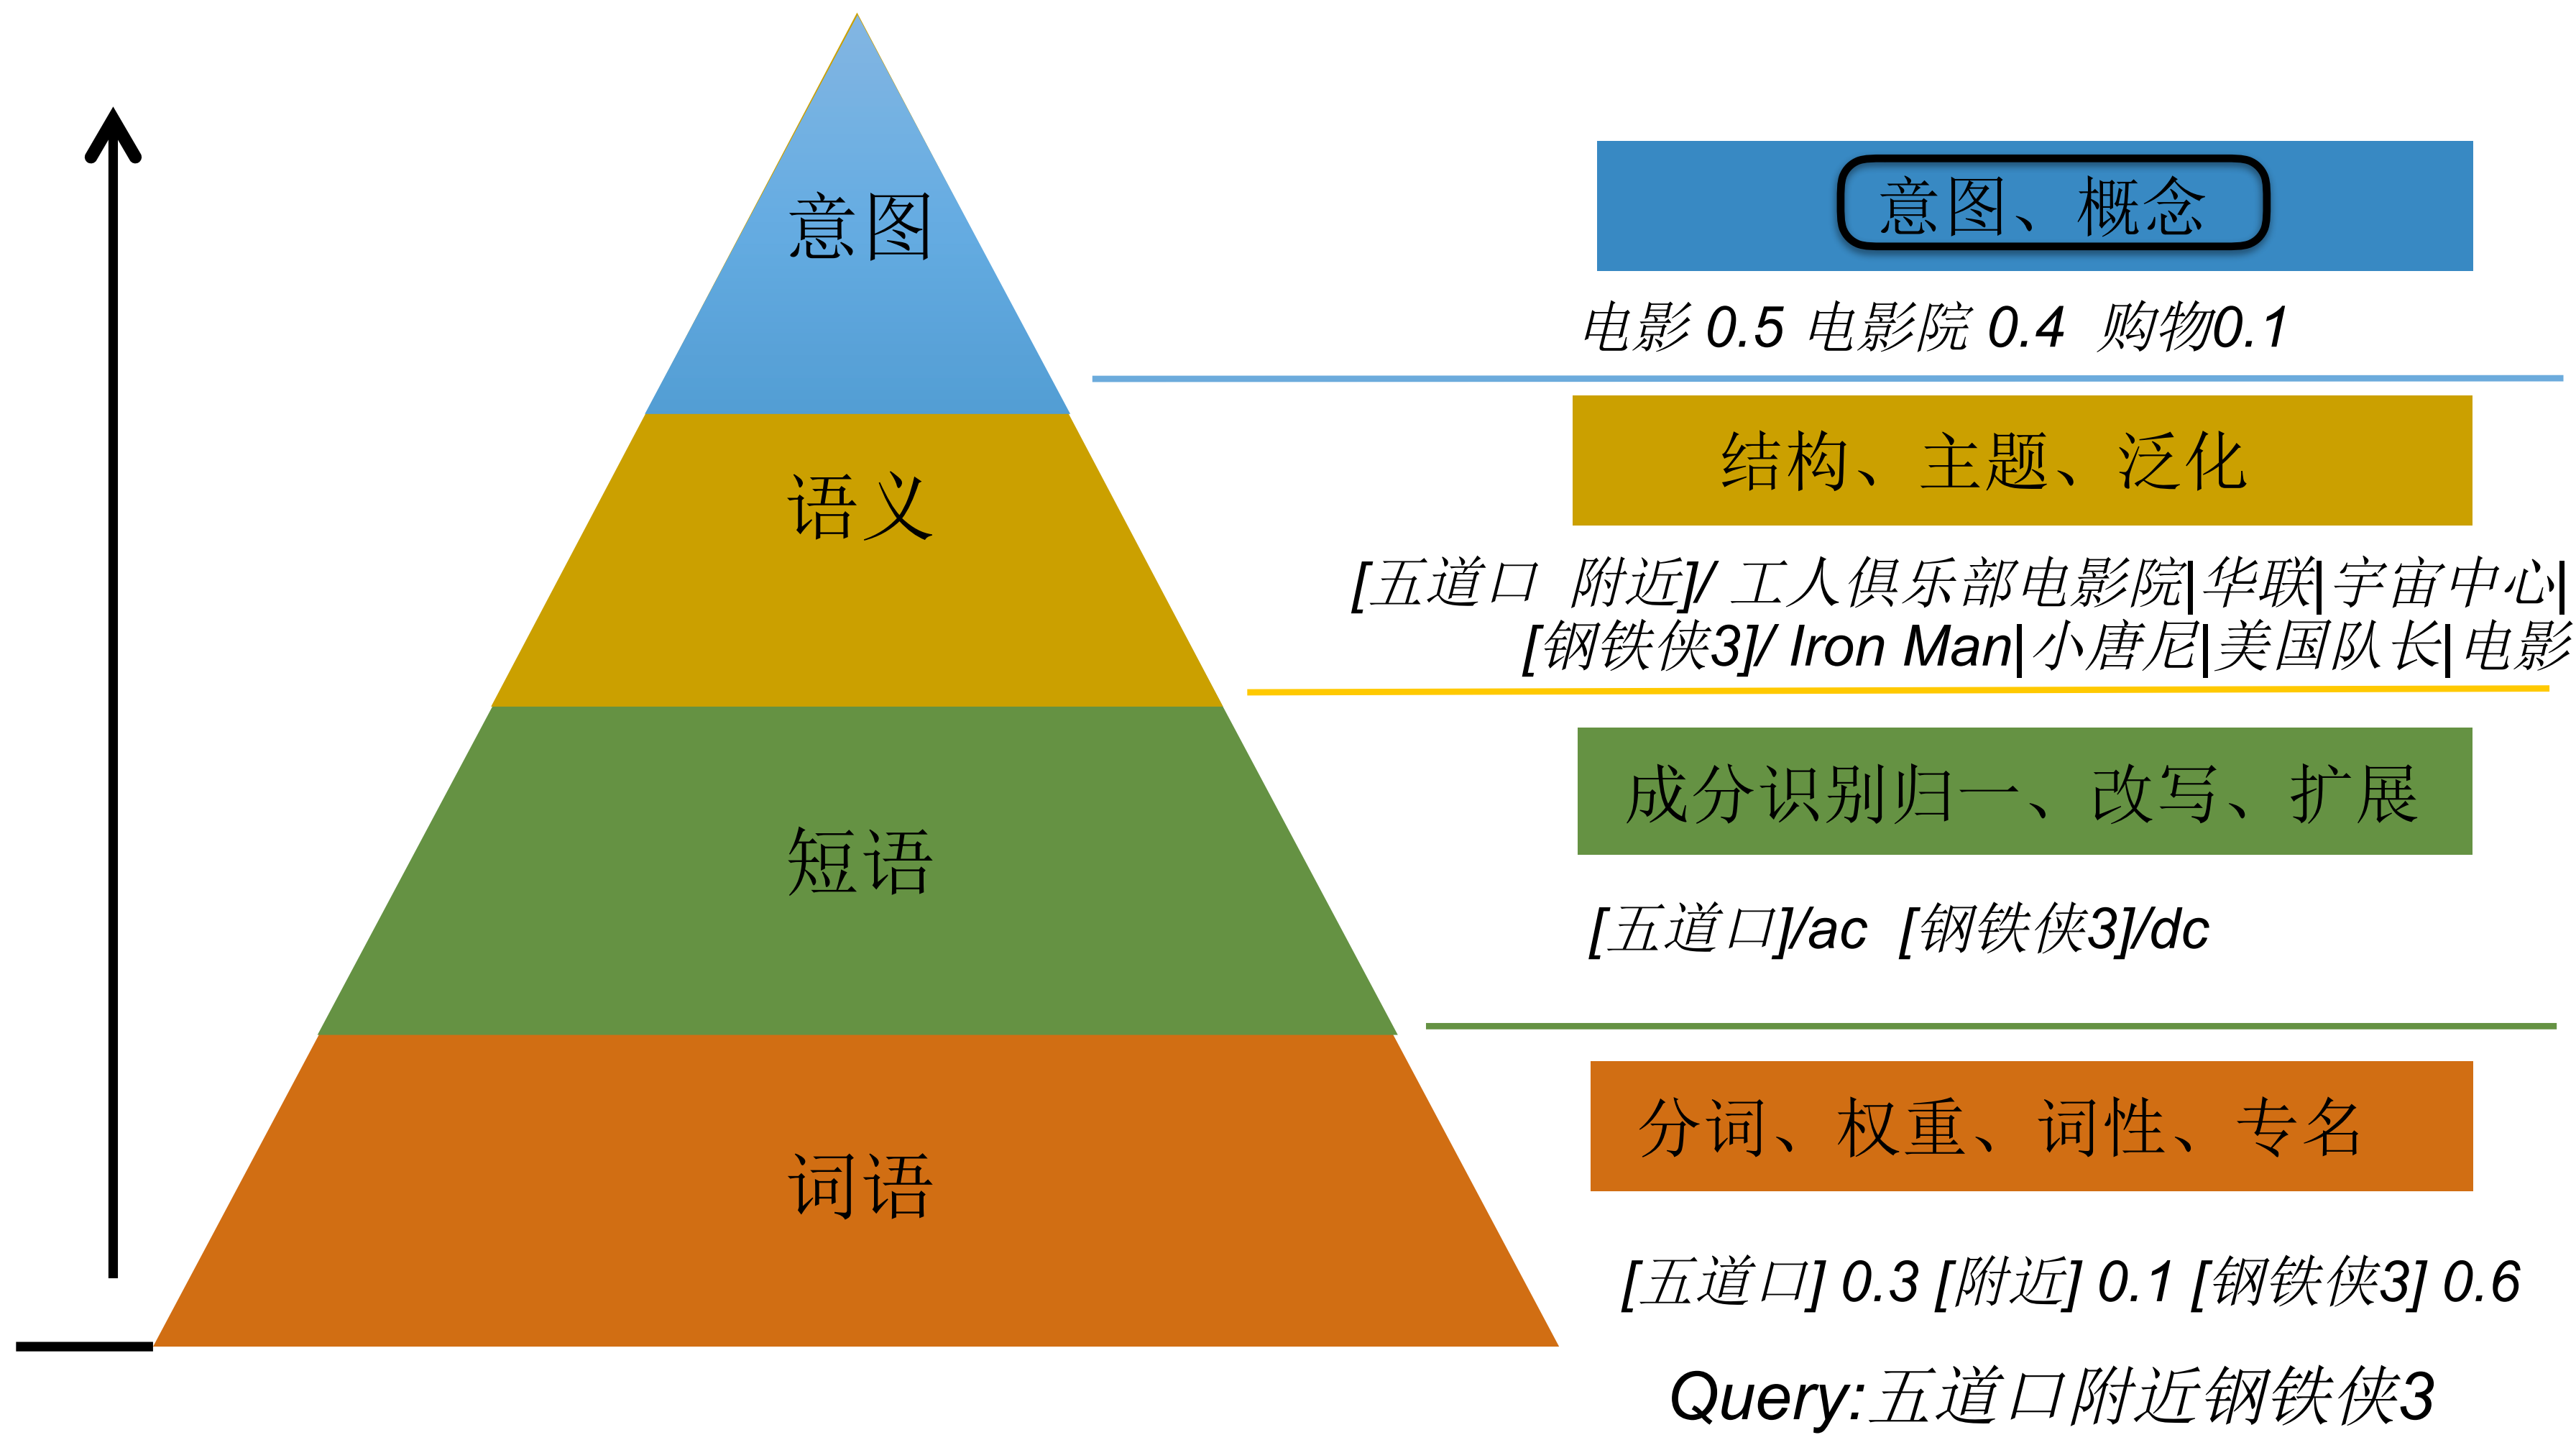 意图
意图、概念
电影 0.5 电影院 0.4 购物0.1
语义
结构、主题、泛化
[五道口 附近]/ 工人俱乐部电影院|华联|宇宙中心|
[钢铁侠3]/ Iron Man|小唐尼|美国队长|电影
短语
成分识别归一、改写、扩展
[五道口]/ac [钢铁侠3]/dc
词语
分词、权重、词性、专名
[五道口] 0.3 [附近] 0.1 [钢铁侠3] 0.6
Query:五道口附近钢铁侠3